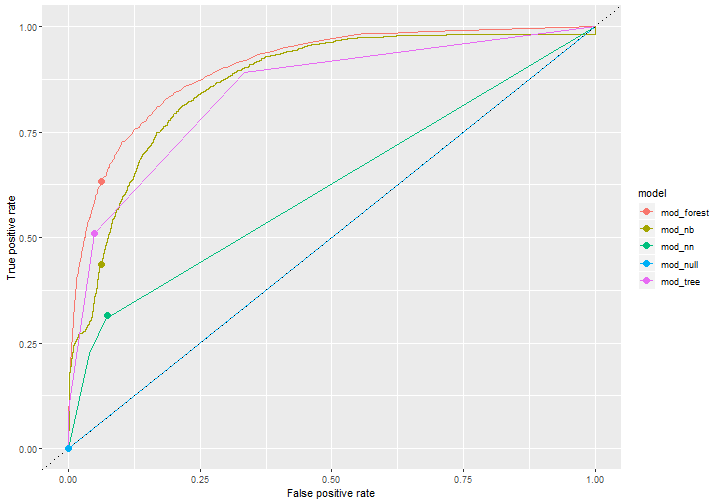 1.00
0.75
0.50
0.25
0.00
True positive rate
0.00 0.25 0.50 0.75 1.00
False positive rate
model
mod_forest
mod_nb
mod_nn
mod_null
mod_tree